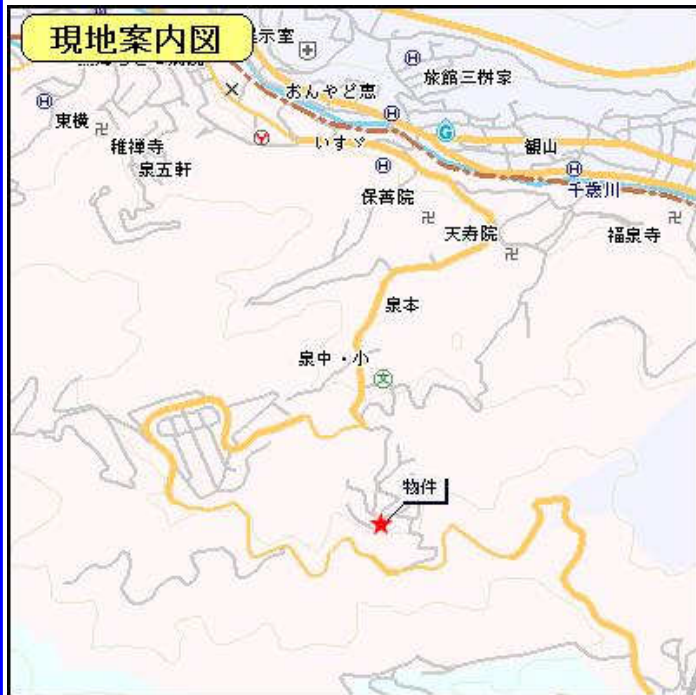 現地案内図
示室
旅館三桝家
おんやど恵
東横
稚禅寺
泉五軒
いすゞ
観山
千歳川
保善院
天寿院
福泉寺
泉本
泉中・小
文
物件